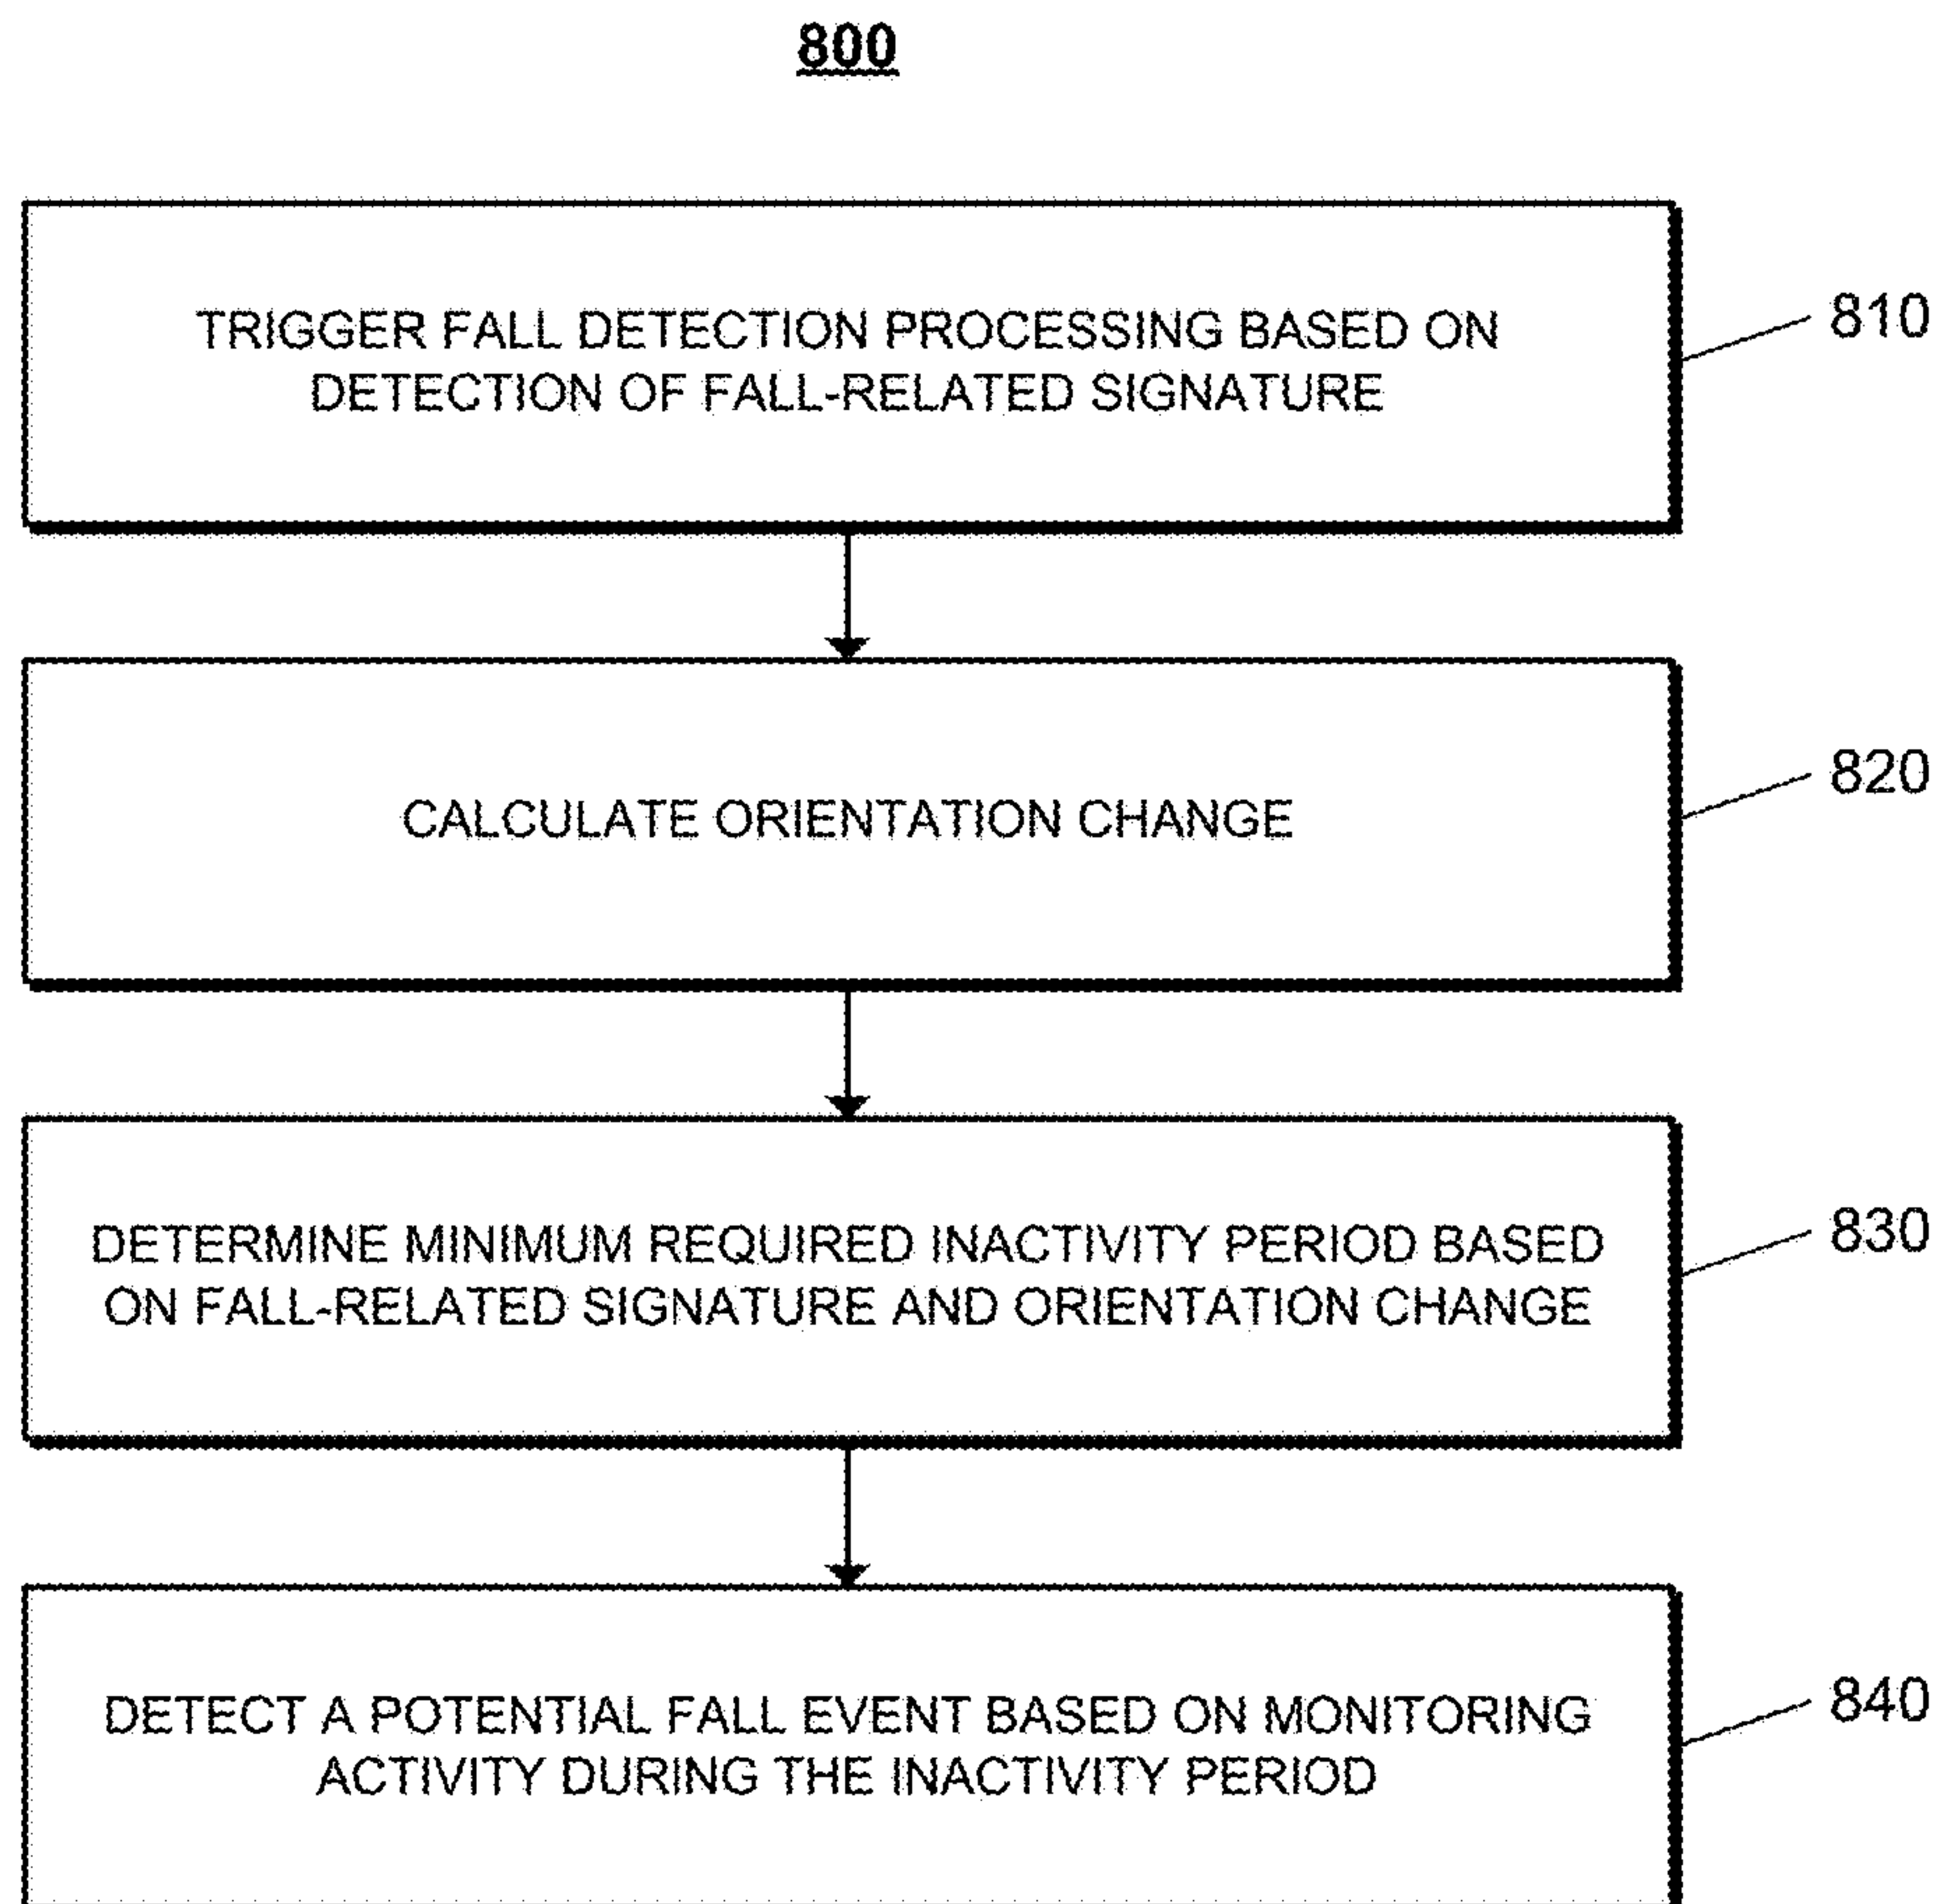 800
TRIGGER FALL DETECTION PROCESSING BASED ON
DETECTION OF FALL-RELATED SIGNATURE
810
CALCULATE ORIENTATION CHANGE
820
DETERMINE MINIMUM REQUIRED INACTIVITY PERIOD BASED
ON FALL-RELATED SIGNATURE AND ORIENTATION CHANGE
830
DETECT A POTENTIAL FALL EVENT BASED ON MONITORING
ACTIVITY DURING THE INACTIVITY PERIOD
840